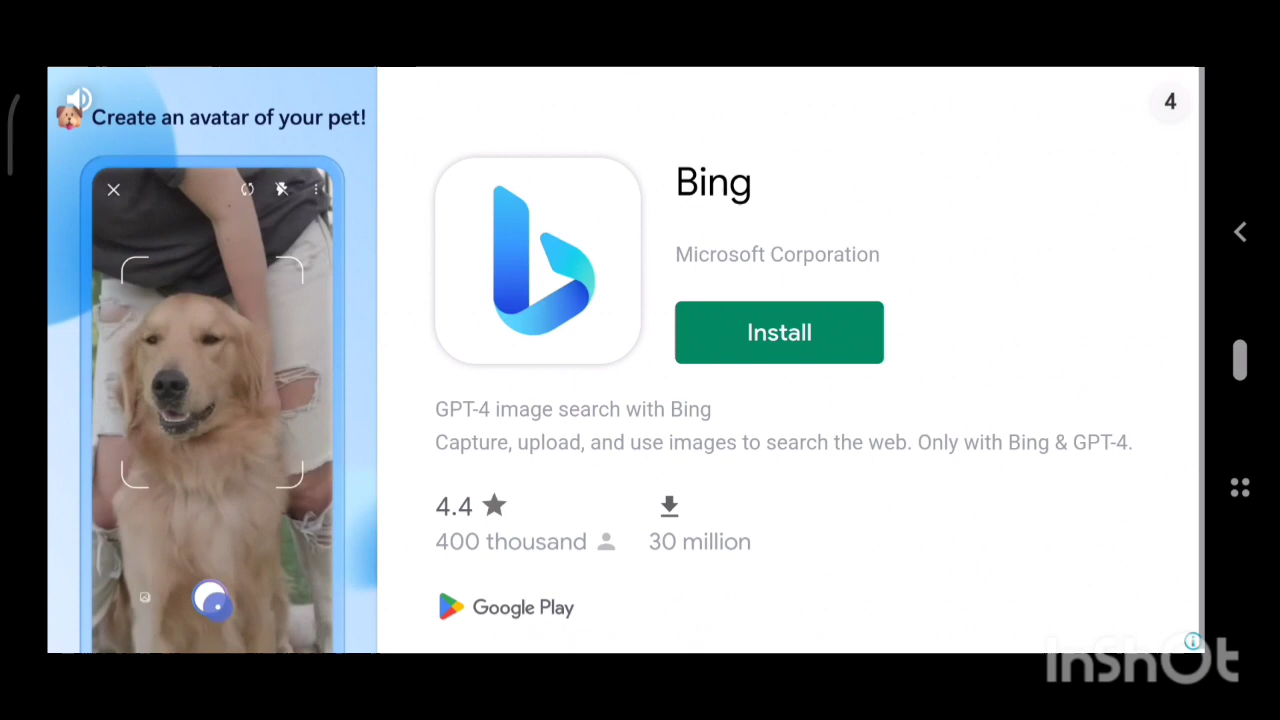 Create an avatar of your pet!
4
Bing
Microsoft Corporation
Install
GPT-4 image search with Bing
Capture, upload, and use images to search the web. Only with Bing & GPT-4.
4.4
400 thousand
30 million
Google Play
InShOt